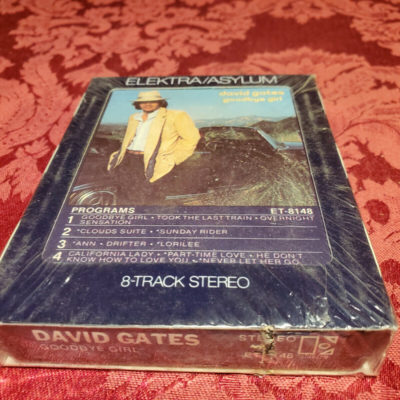 ELEKTRA/ASYLUM
david gates
goodbye girl
PROGRAMS ET-8148
1 GOODBYE GIRL • TOOK THE LAST TRAIN • OVERNIGHT
SENSATION
2 *CLOUDS SUITE • *SUNDAY RIDER
3 *ANN • DRIFTER • *LORILEE
4 CALIFORNIA LADY • *PART-TIME LOVE • HE DON'T
KNOW HOW TO LOVE YOU • *NEVER LET HER GO
8-TRACK STEREO
DAVID GATES STEREO
GOODBYE GIRL